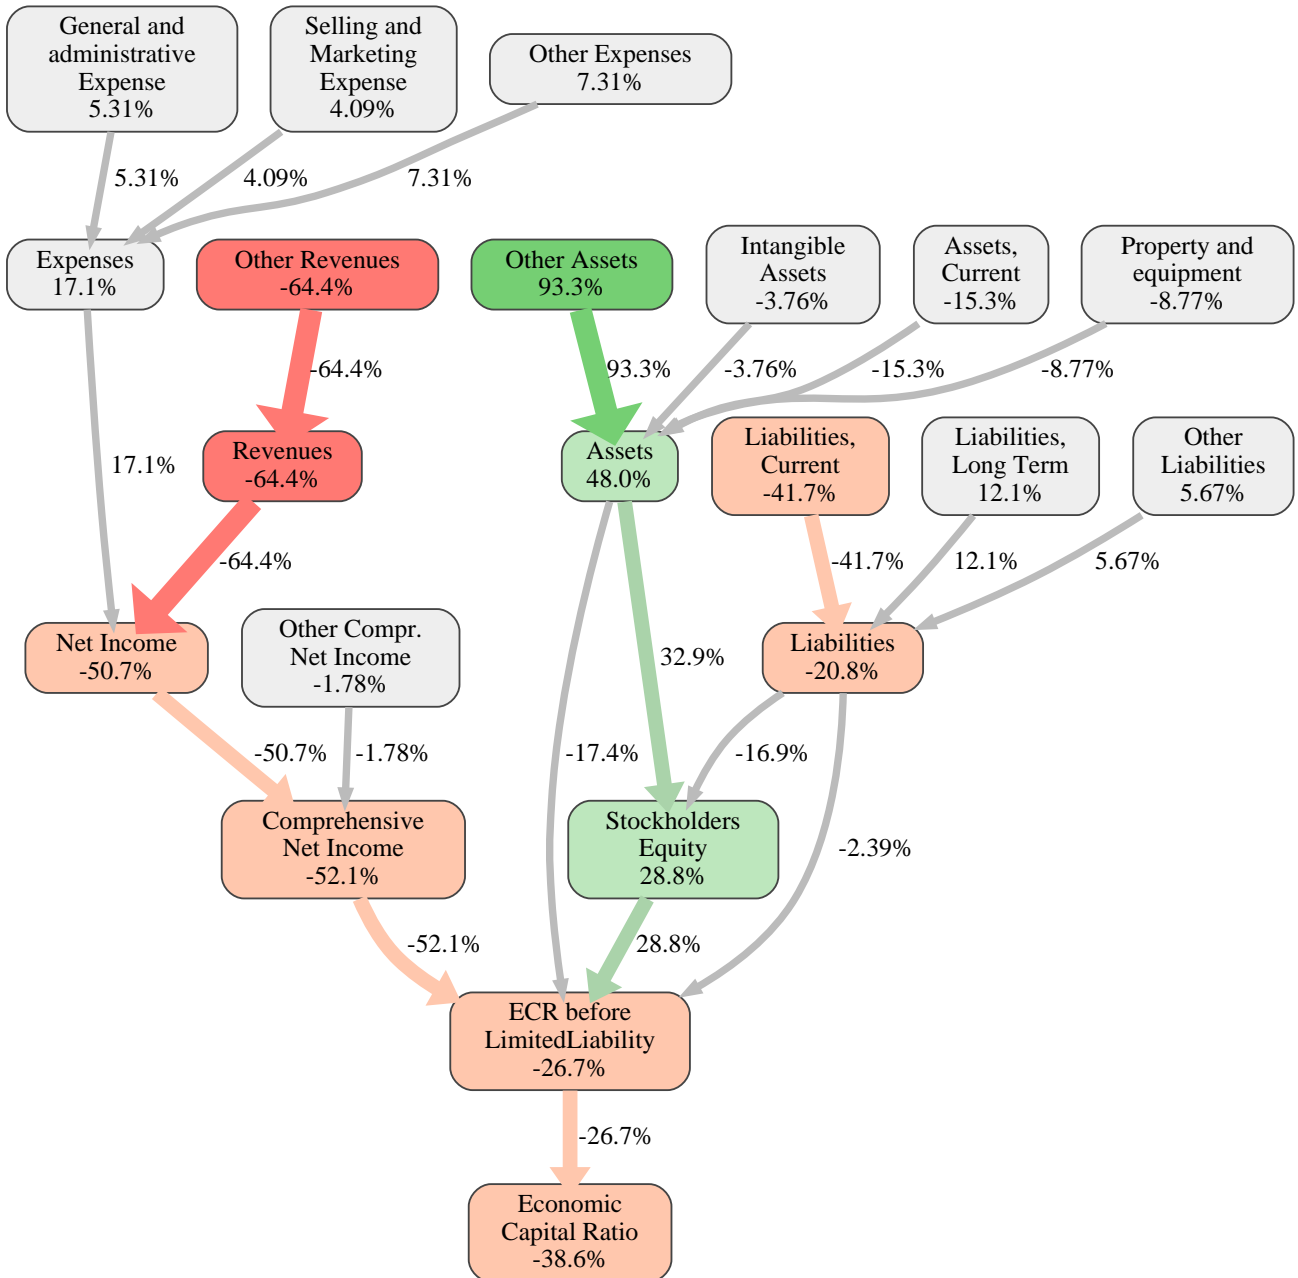 General and
administrative
Expense
5.31%
Selling and
Marketing
Expense
4.09%
Other Expenses
7.31%
5.31%
4.09%
7.31%
Expenses
17.1%
Other Revenues
-64.4%
Other Assets
93.3%
Intangible
Assets
-3.76%
Assets,
Current
-15.3%
Property and
equipment
-8.77%
-64.4%
93.3%
-3.76%
-15.3%
-8.77%
17.1%
Revenues
-64.4%
Assets
48.0%
Liabilities,
Current
-41.7%
Liabilities,
Long Term
12.1%
Other
Liabilities
5.67%
-64.4%
-41.7%
12.1%
5.67%
Net Income
-50.7%
Other Compr.
Net Income
-1.78%
32.9%
Liabilities
-20.8%
-50.7%
-1.78%
-17.4%
-16.9%
-2.39%
Comprehensive
Net Income
-52.1%
Stockholders
Equity
28.8%
-52.1%
28.8%
ECR before
LimitedLiability
-26.7%
-26.7%
Economic
Capital Ratio
-38.6%